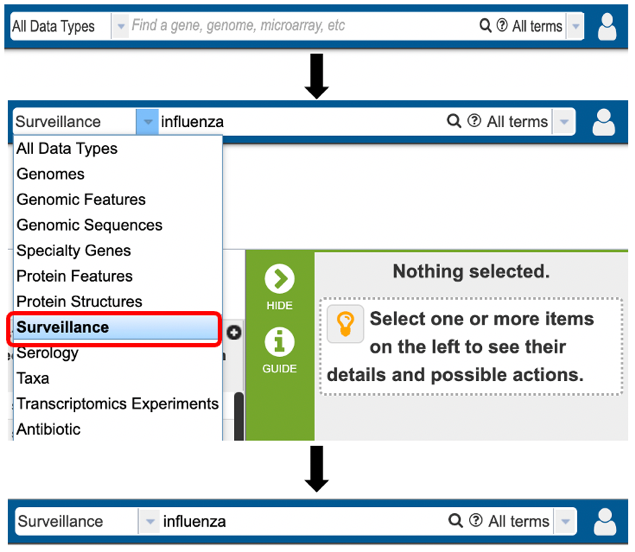 All Data Types Find a gene, genome, microarray, etc All terms
Surveillance influenza All terms
All Data Types
Genomes
Genomic Features
Genomic Sequences
Specialty Genes
Protein Features
Protein Structures
Surveillance
Serology
Taxa
Transcriptomics Experiments
Antibiotic
HIDE
GUIDE
Nothing selected.
Select one or more items
on the left to see their
details and possible actions.
Surveillance influenza All terms